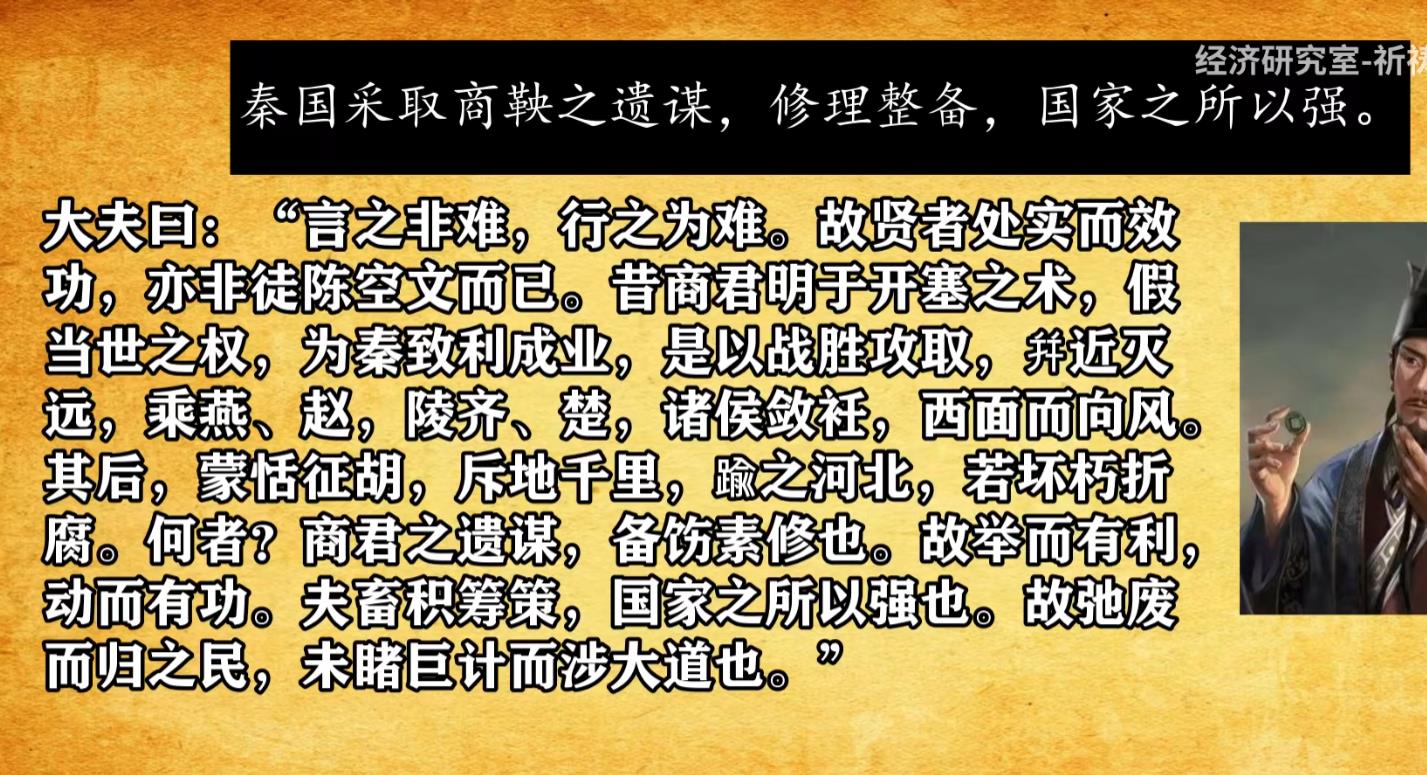 经济研究室-祈祷
秦国采取商鞅之遗谋，修理整备，国家之所以强。
大夫曰：“言之非难，行之为难。故贤者处实而效
功，亦非徒陈空文而已。昔商君明于开塞之术，假
当世之权，为秦致利成业，是以战胜攻取，幷近灭
远，乘燕、赵，陵齐、楚，诸侯敛衽，西面而向风。
其后，蒙恬征胡，斥地千里，踰之河北，若坏朽折
腐。何者？商君之遗谋，备饬素修也。故举而有利，
动而有功。夫畜积筹策，国家之所以强也。故弛废
而归之民，未睹巨计而涉大道也。”